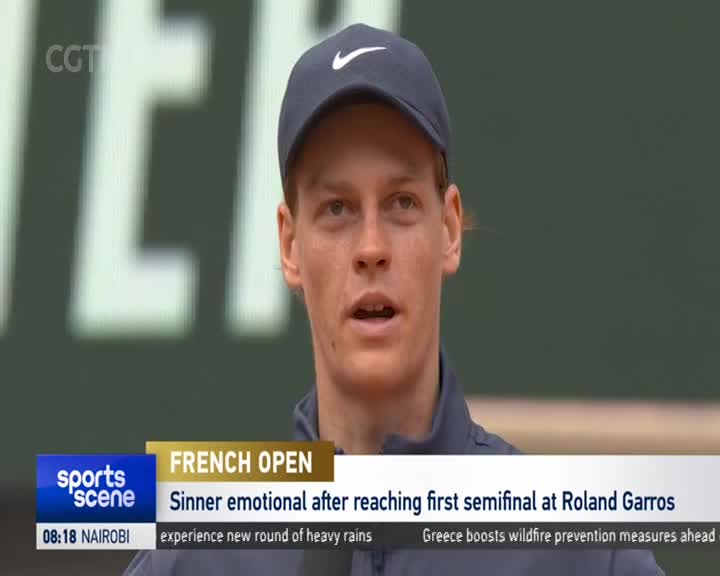 CGT
FRENCH OPEN
sports
scene
Sinner emotional after reaching first semifinal at Roland Garros
08:18 NAIROBI
experience new round of heavy rains
Greece boosts wildfire prevention measures ahead